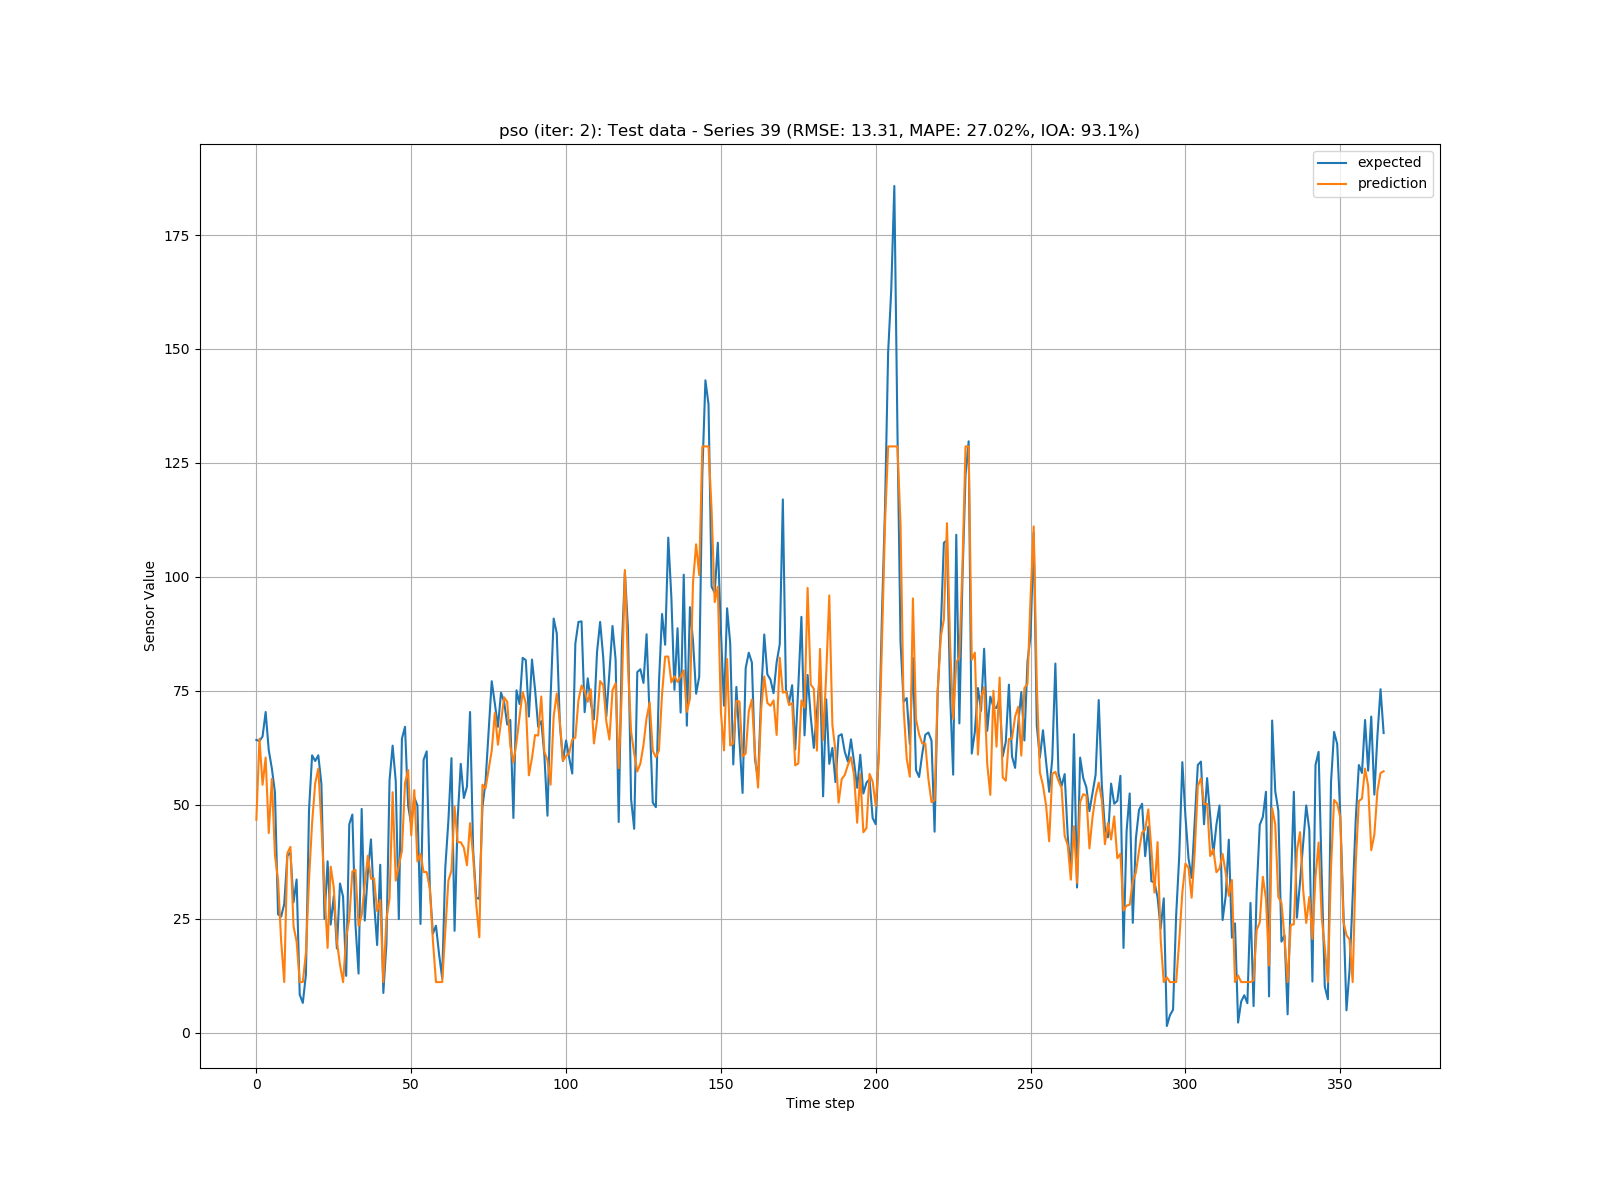 pso (iter: 2): Test data - Series 39 (RMSE: 13.31, MAPE: 27.02%, IOA: 93.1%)
expected
prediction
175
150
125
100
75
50
25
0
Sensor Value
0 50 100 150 200 250 300 350
Time step